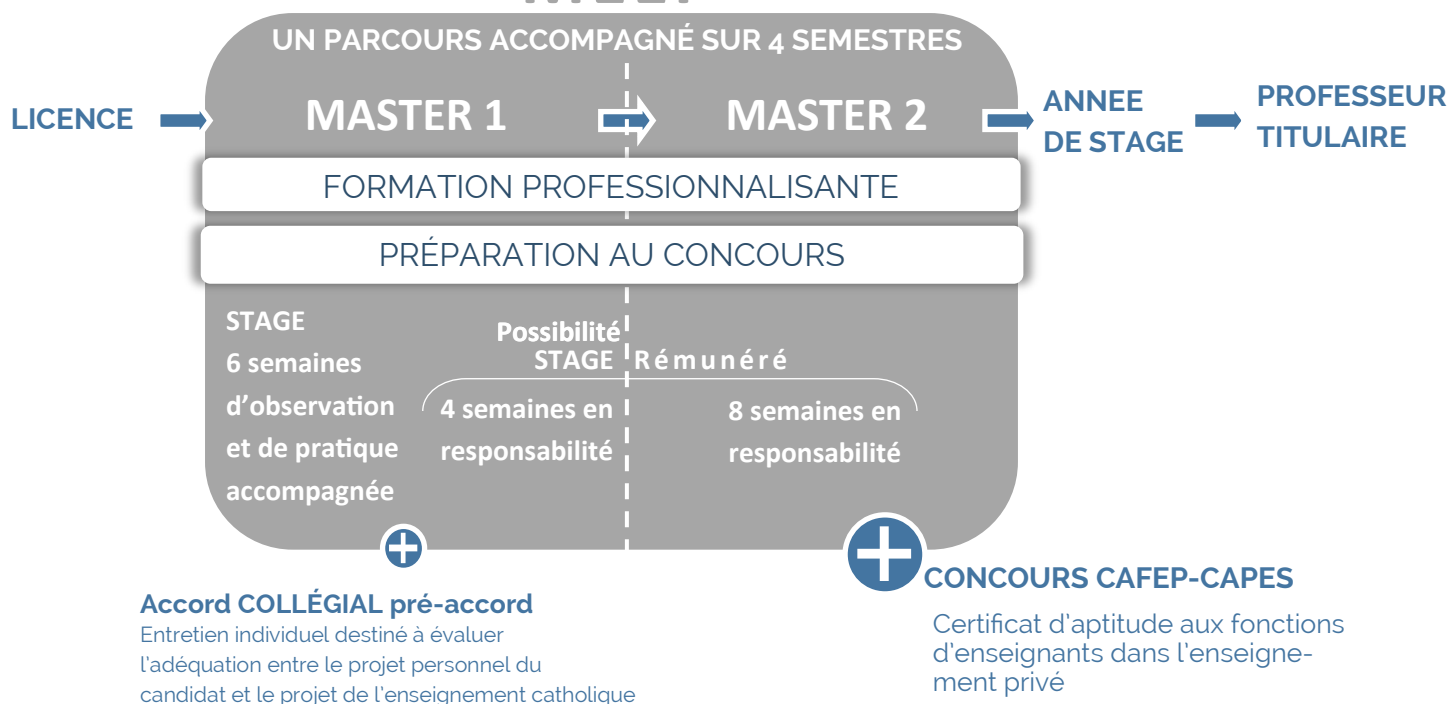 UN PARCOURS ACCOMPAGNÉ SUR 4 SEMESTRES
LICENCE
MASTER 1
MASTER 2
ANNEE
DE STAGE
PROFESSEUR
TITULAIRE
FORMATION PROFESSIONNALISANTE
PRÉPARATION AU CONCOURS
STAGE
6 semaines
d'observation
et de pratique
accompagnée
Possibilité
STAGE Rémunéré
4 semaines en
responsabilité
8 semaines en
responsabilité
Accord COLLÉGIAL pré-accord
Entretien individuel destiné à évaluer
l'adéquation entre le projet personnel du
candidat et le projet de l'enseignement catholique
CONCOURS CAFEP-CAPES
Certificat d'aptitude aux fonctions
d'enseignants dans l'enseigne-
ment privé